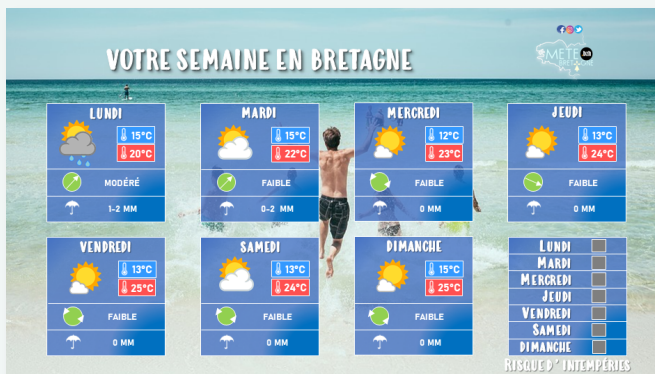 VOTRE SEMAINE EN BRETAGNE
METEO BZH
BRETAGNE
LUNDI
15°C
20°C
MODÉRÉ
1-2 MM
MARDI
15°C
22°C
FAIBLE
0-2 MM
MERCREDI
12°C
23°C
FAIBLE
0 MM
JEUDI
13°C
24°C
FAIBLE
0 MM
VENDREDI
13°C
25°C
FAIBLE
0 MM
SAMEDI
13°C
24°C
FAIBLE
0 MM
DIMANCHE
15°C
25°C
FAIBLE
0 MM
LUNDI
MARDI
MERCREDI
JEUDI
VENDREDI
SAMEDI
DIMANCHE
RISQUE D'INTEMPÉRIES